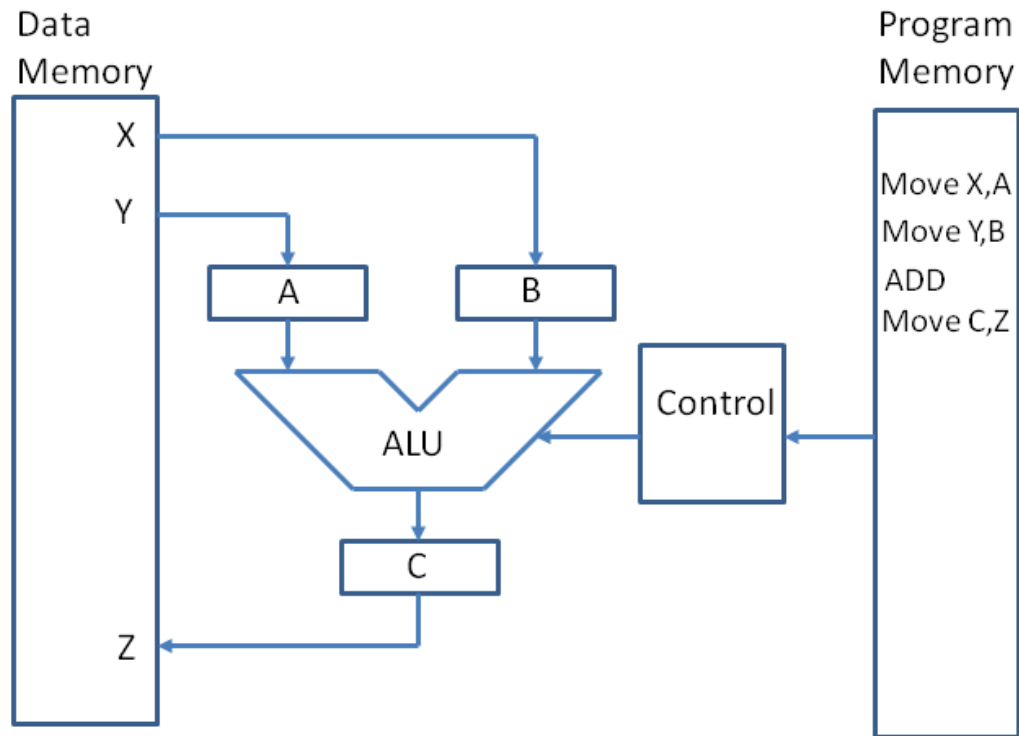 Data
Memory
Program
Memory
X
Y
A
B
Move X,A
Move Y,B
ADD
Move C,Z
Control
ALU
C
Z